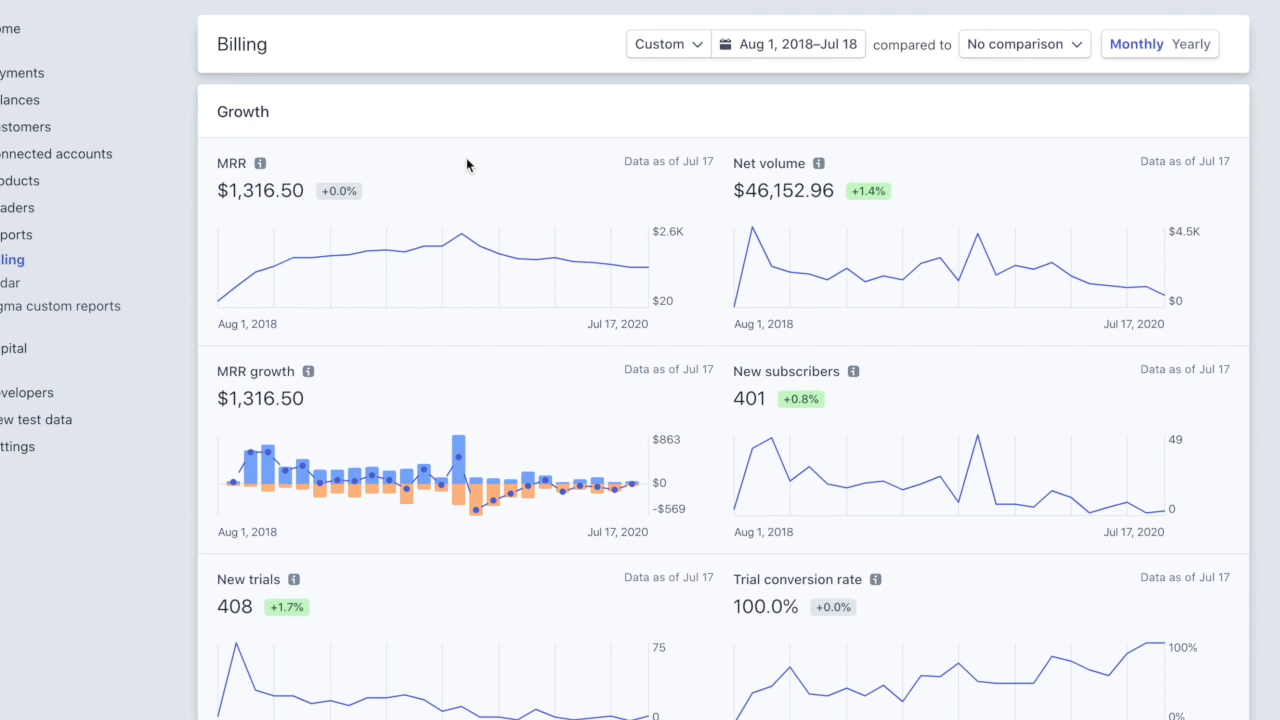 ome
yments
lances
stomers
nnected accounts
oducts
aders
ports
ling
dar
gma custom reports
pital
velopers
ew test data
ttings
Billing
Custom
Aug 1, 2018–Jul 18
compared to
No comparison
Monthly Yearly
Growth
MRR
Data as of Jul 17
$1,316.50 +0.0%
$2.6K
$20
Aug 1, 2018 Jul 17, 2020
Net volume
Data as of Jul 17
$46,152.96 +1.4%
$4.5K
$0
Aug 1, 2018 Jul 17, 2020
MRR growth
Data as of Jul 17
$1,316.50
$863
$0
-$569
Aug 1, 2018 Jul 17, 2020
New subscribers
Data as of Jul 17
401 +0.8%
49
0
Aug 1, 2018 Jul 17, 2020
New trials
Data as of Jul 17
408 +1.7%
75
0
Trial conversion rate
Data as of Jul 17
100.0% +0.0%
100%
0%